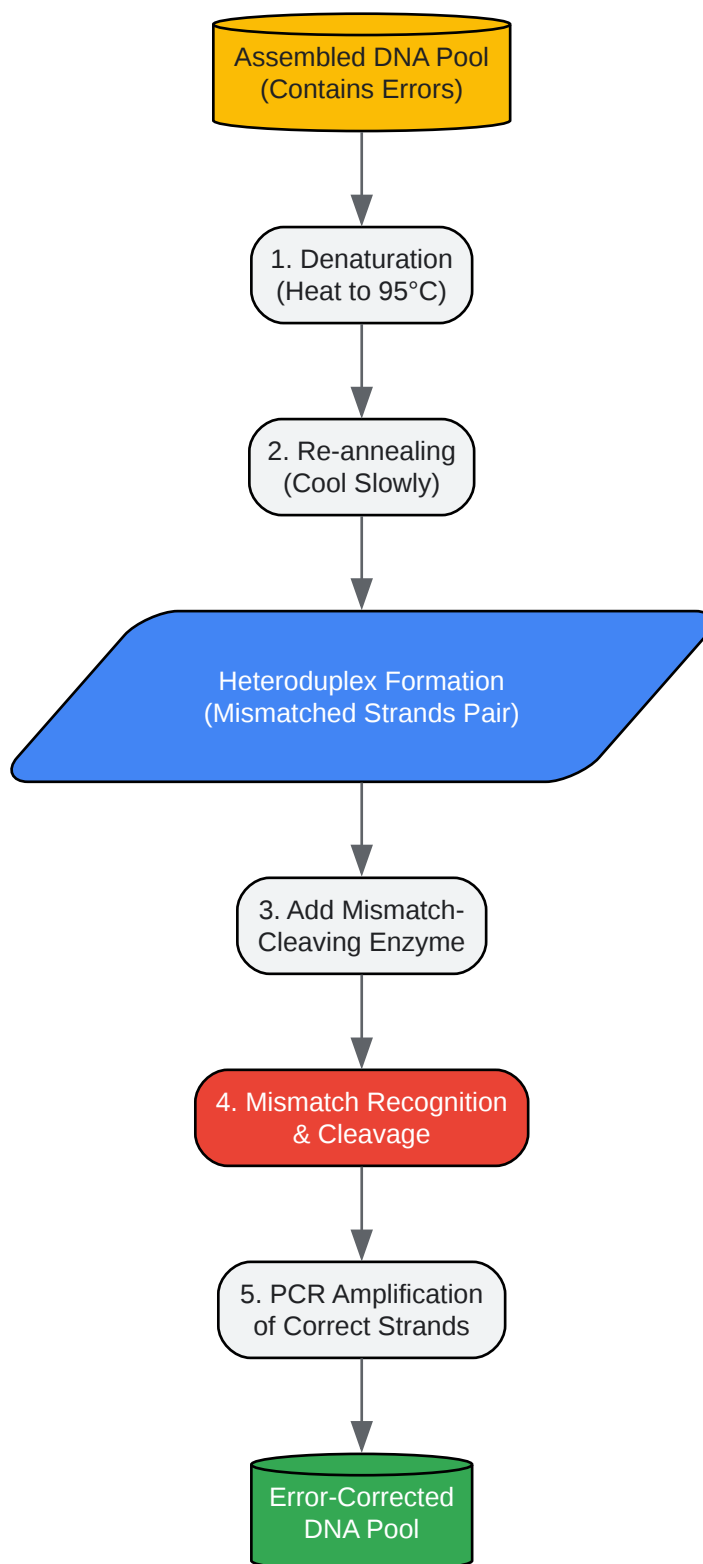 Assembled DNA Pool
(Contains Errors)
1. Denaturation
(Heat to 95°C)
2. Re-annealing
(Cool Slowly)
Heteroduplex Formation
(Mismatched Strands Pair)
3. Add Mismatch-
Cleaving Enzyme
4. Mismatch Recognition
& Cleavage
5. PCR Amplification
of Correct Strands
Error-Corrected
DNA Pool